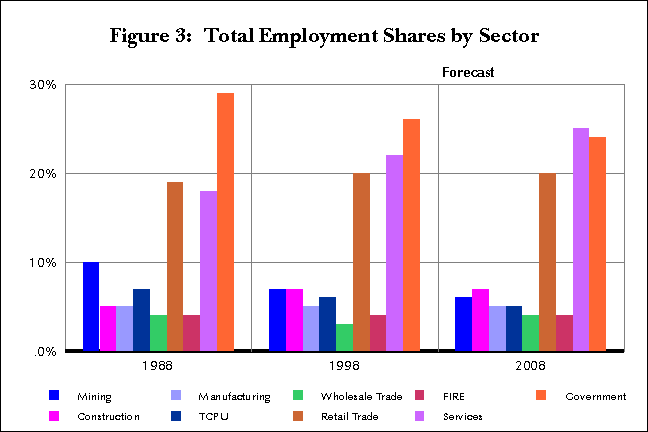 Figure 3: Total Employment Shares by Sector
Forecast
30%
20%
10%
.0%
1988 1998 2008
Mining Manufacturing Wholesale Trade FIRE Government
Construction TCPU Retail Trade Services